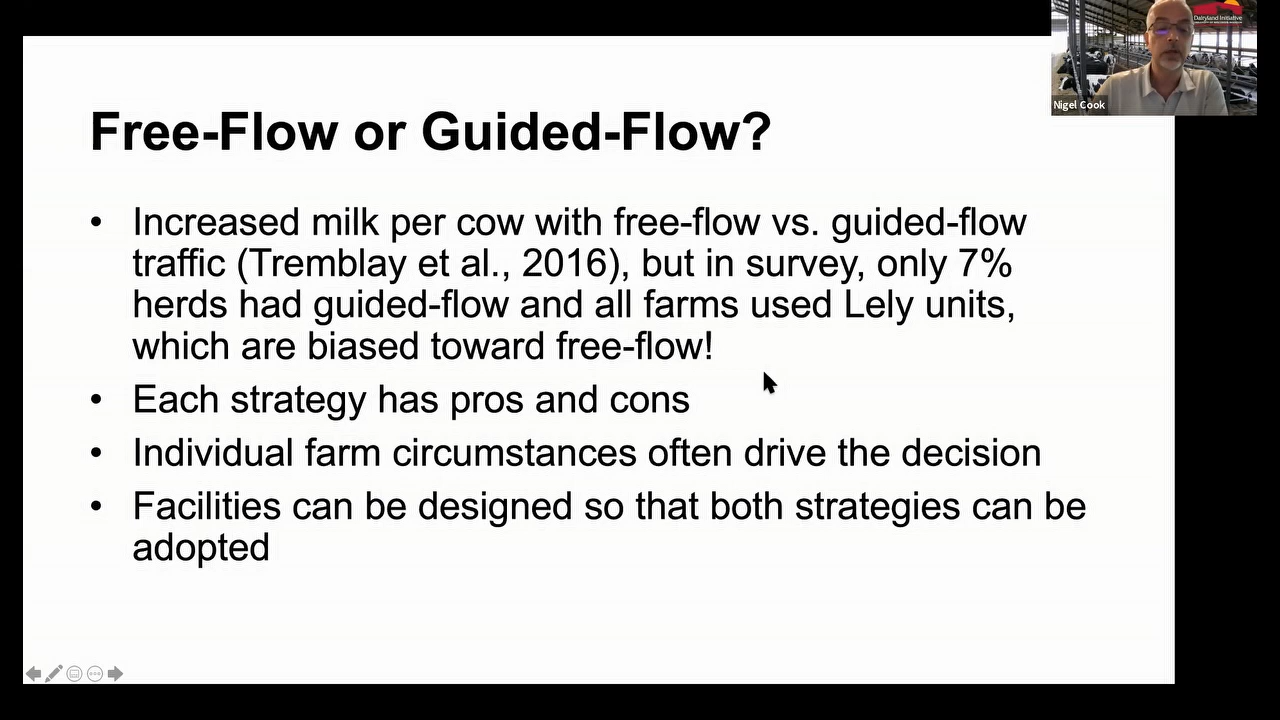 Dairyland Initiative
Nigel Cook
Free-Flow or Guided-Flow?
• Increased milk per cow with free-flow vs. guided-flow
traffic (Tremblay et al., 2016), but in survey, only 7%
herds had guided-flow and all farms used Lely units,
which are biased toward free-flow!
• Each strategy has pros and cons
• Individual farm circumstances often drive the decision
• Facilities can be designed so that both strategies can be
adopted